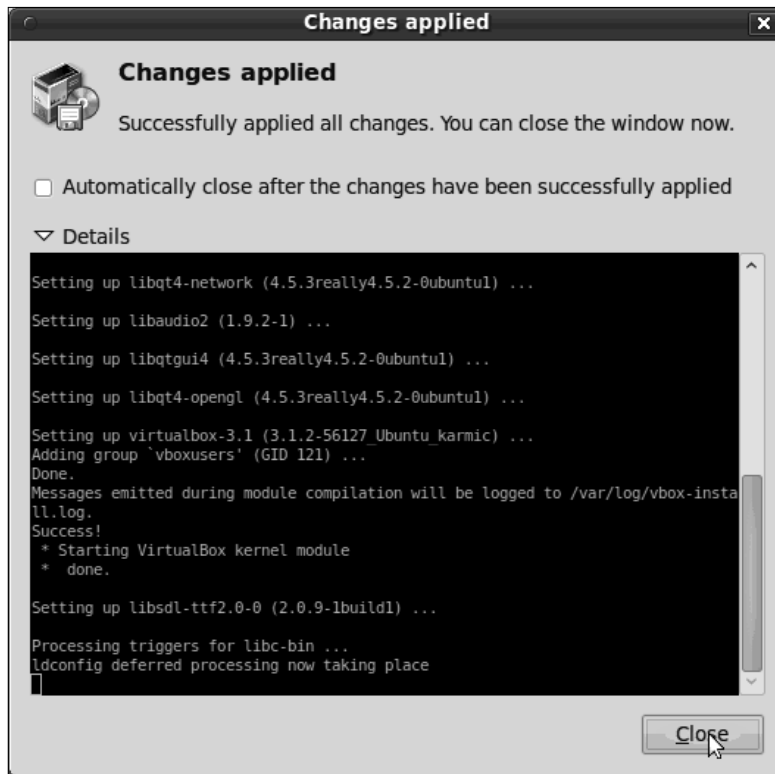 Changes applied
Changes applied
Successfully applied all changes. You can close the window now.
Automatically close after the changes have been successfully applied
Details
Setting up libqt4-network (4.5.3really4.5.2-0ubuntu1) ...
Setting up libaudio2 (1.9.2-1) ...
Setting up libqtgui4 (4.5.3really4.5.2-0ubuntu1) ...
Setting up libqt4-opengl (4.5.3really4.5.2-0ubuntu1) ...
Setting up virtualbox-3.1 (3.1.2-56127_Ubuntu_karmic) ...
Adding group `vboxusers' (GID 121) ...
Done.
Messages emitted during module compilation will be logged to /var/log/vbox-insta
ll.log.
Success!
* Starting VirtualBox kernel module
* done.
Setting up libsdl-ttf2.0-0 (2.0.9-1build1) ...
Processing triggers for libc-bin ...
ldconfig deferred processing now taking place
Close